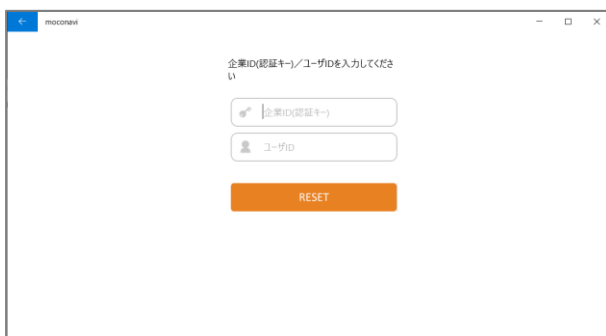 moconavi
企業ID(認証キー)／ユーザIDを入力してくださ
い
企業ID(認証キー)
ユーザID
RESET